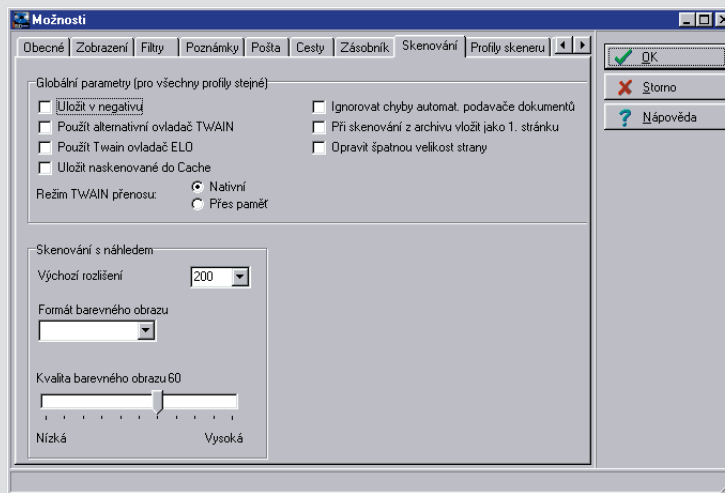 Možnosti
Obecné Zobrazení Filtry Poznámky Pošta Cesty Zásobník Skenování Profily skeneru
OK
Storno
Nápověda
Globální parametry (pro všechny profily stejné)
Uložit v negativu
Použít alternativní ovladač TWAIN
Použít Twain ovladač ELO
Uložit naskenované do Cache
Ignorovat chyby automat. podavače dokumentů
Při skenování z archivu vložit jako 1. stránku
Opravit špatnou velikost strany
Režim TWAIN přenosu:
Nativní
Přes paměť
Skenování s náhledem
Výchozí rozlišení 200
Formát barevného obrazu
Kvalita barevného obrazu 60
Nízká Vysoká